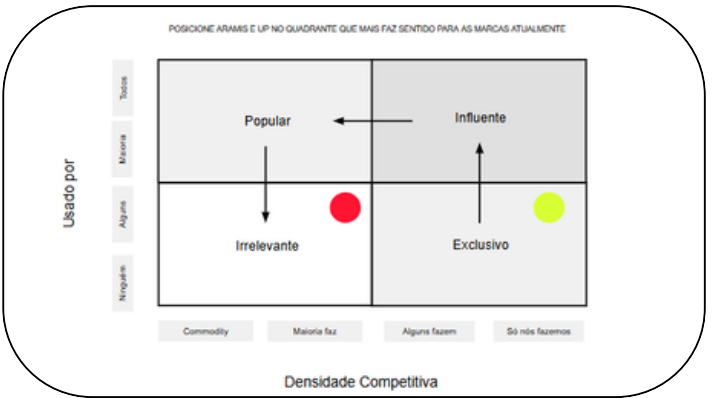 POSICIONE ARAMIS E UP NO QUADRANTE QUE MAIS FAZ SENTIDO PARA AS MARCAS ATUALMENTE
Todos
Maioria
Alguns
Ninguém
Usado por
Popular
Influente
Irrelevante
Exclusivo
Commodity
Maioria faz
Alguns fazem
Só nós fazemos
Densidade Competitiva